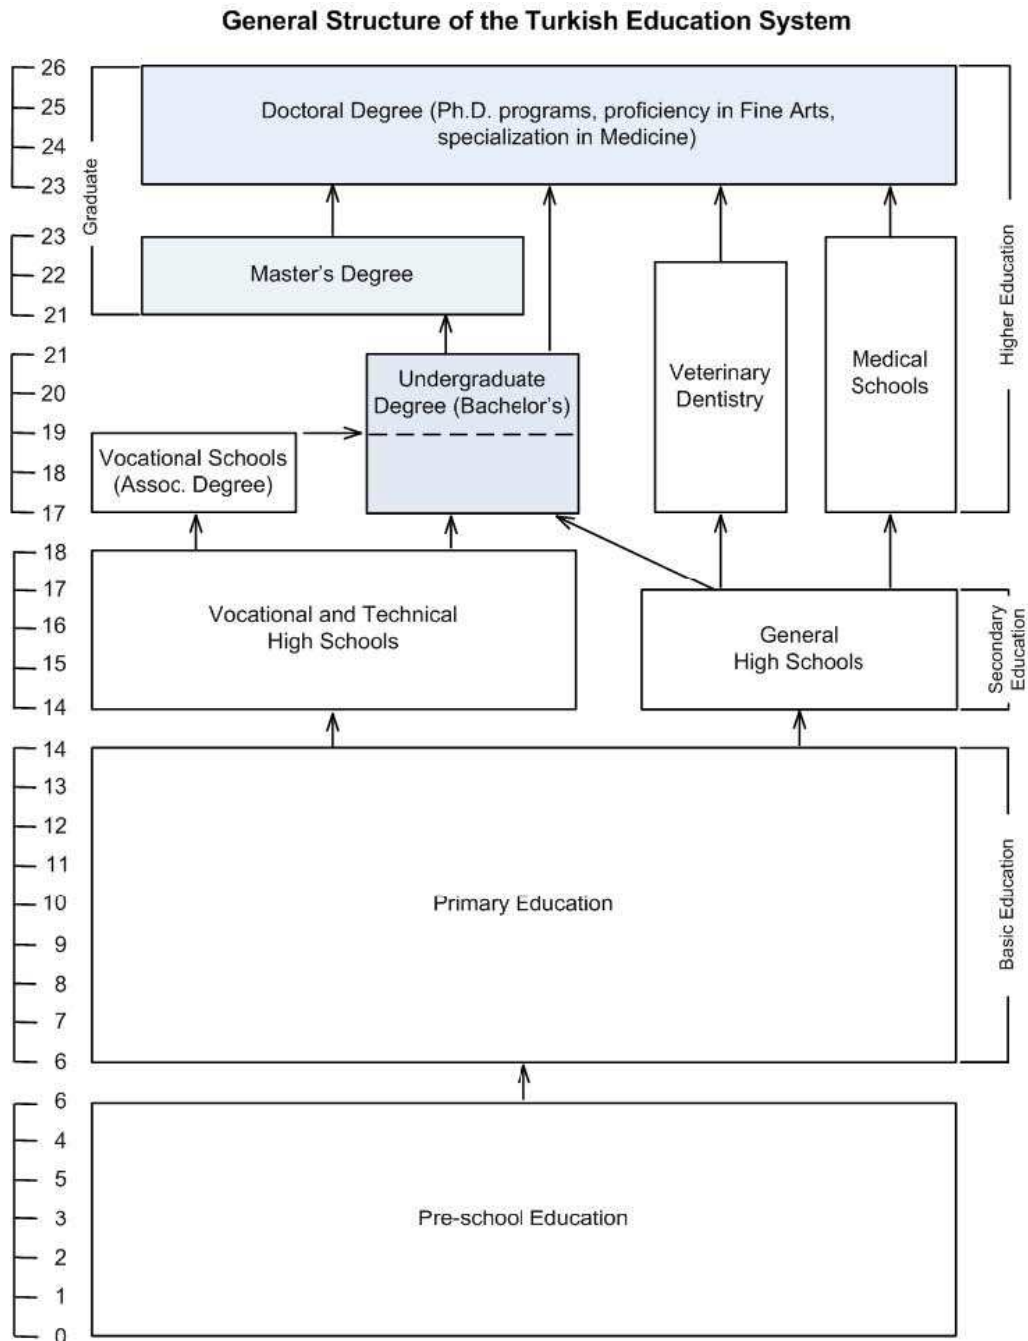 General Structure of the Turkish Education System
26
25
24
23
Graduate
Doctoral Degree (Ph.D. programs, proficiency in Fine Arts,
specialization in Medicine)
Higher Education
23
22
21
Master's Degree
21
20
19
18
17
Undergraduate
Degree (Bachelor's)
Vocational Schools
(Assoc. Degree)
Veterinary
Dentistry
Medical
Schools
18
17
16
15
14
Vocational and Technical
High Schools
General
High Schools
Secondary
Education
14
13
12
11
10
9
8
7
6
Primary Education
Basic Education
6
4
5
3
2
1
0
Pre-school Education